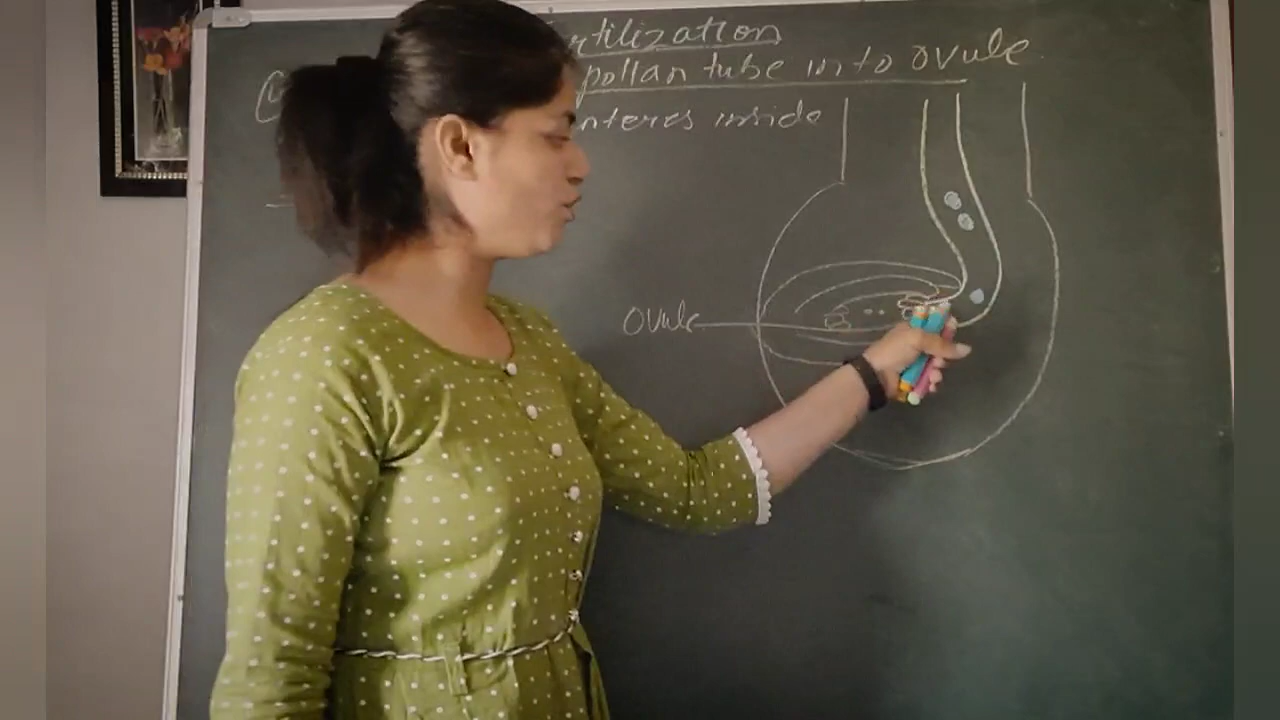 rtilization
pollan tube into ovule
nteres inside
ovule